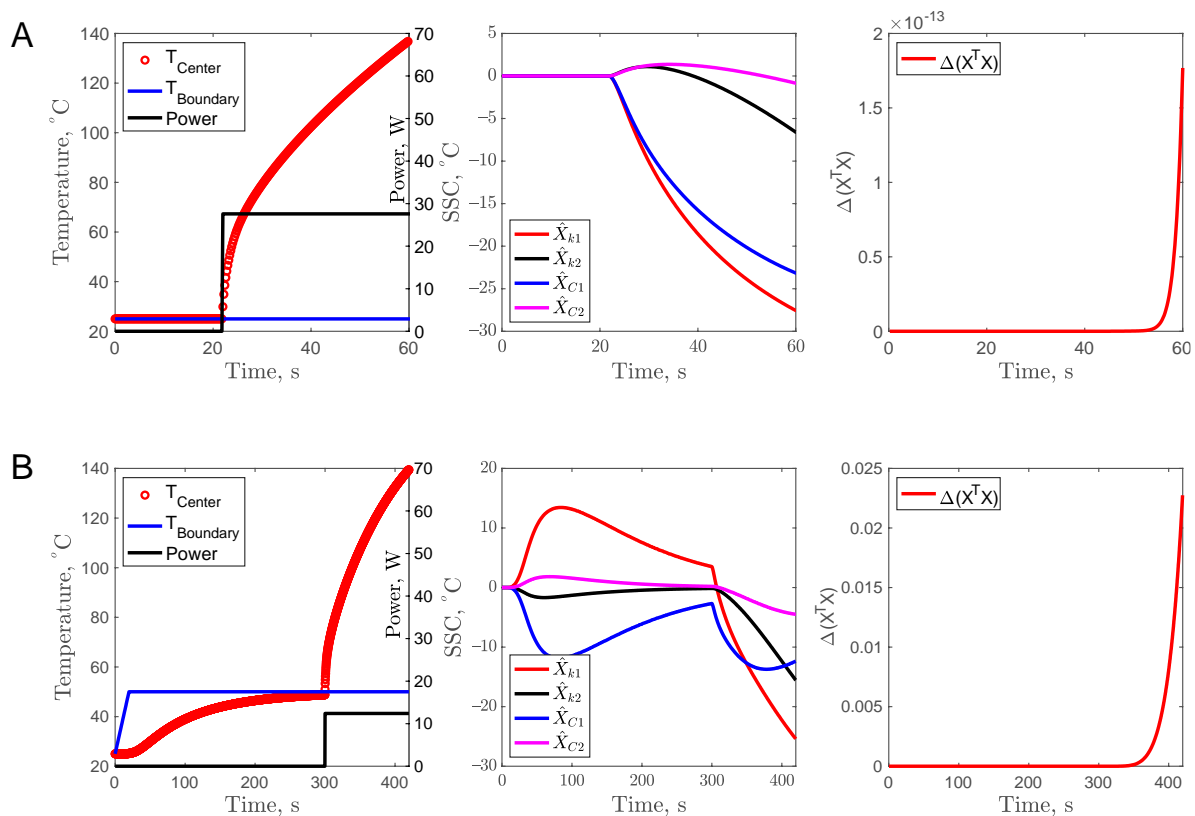 A
Temperature, °C
140
120
100
80
60
40
20
T_Center
T_Boundary
Power
70
60
50
40
30
20
10
0
Power, W
0 20 40 60
Time, s
SSC, °C
5
0
-5
-10
-15
-20
-25
-30
X̂_k1
X̂_k2
X̂_C1
X̂_C2
0 20 40 60
Time, s
×10^-13
Δ(X^T X)
2
1.5
1
0.5
0
Δ(X^T X)
0 20 40 60
Time, s
B
Temperature, °C
140
120
100
80
60
40
20
T_Center
T_Boundary
Power
70
60
50
40
30
20
10
0
Power, W
0 100 200 300 400
Time, s
SSC, °C
20
10
0
-10
-20
-30
X̂_k1
X̂_k2
X̂_C1
X̂_C2
0 100 200 300 400
Time, s
Δ(X^T X)
0.025
0.02
0.015
0.01
0.005
0
Δ(X^T X)
0 100 200 300 400
Time, s